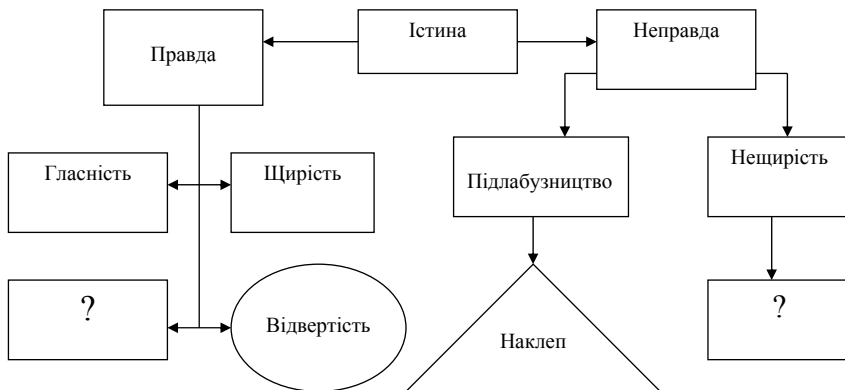 Правда
Істина
Неправда
Гласність
Щирість
Підлабузництво
Нещирість
?
Відвертість
Наклеп
?